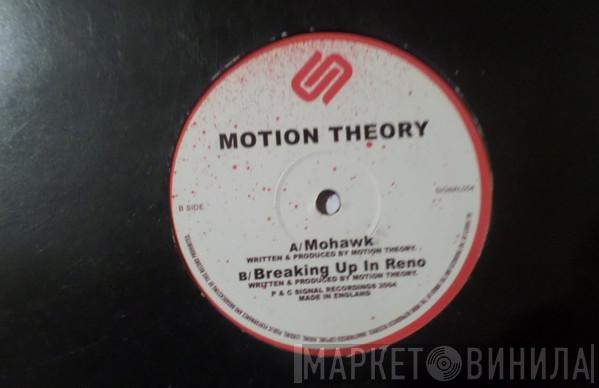 MOTION THEORY
B SIDE
A/Mohawk
WRITTEN & PRODUCED BY MOTION THEORY.
B/Breaking Up In Reno
WRITTEN & PRODUCED BY MOTION THEORY.
P & C SIGNAL RECORDINGS 2004
MADE IN ENGLAND
МАРКЕТ ВИНИЛА